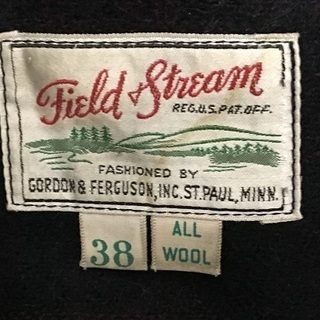 Field & Stream
REG.U.S.PAT.OFF.
FASHIONED BY
GORDON & FERGUSON, INC. ST. PAUL, MINN.
38
ALL
WOOL